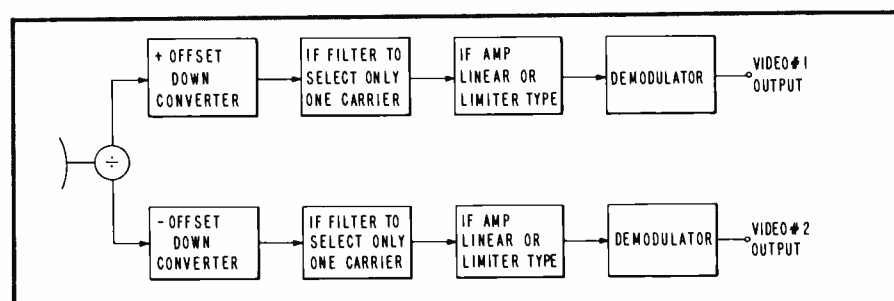 + OFFSET
DOWN
CONVERTER
IF FILTER TO
SELECT ONLY
ONE CARRIER
IF AMP
LINEAR OR
LIMITER TYPE
DEMODULATOR
VIDEO#1
OUTPUT
÷
-OFFSET
DOWN
CONVERTER
IF FILTER TO
SELECT ONLY
ONE CARRIER
IF AMP
LINEAR OR
LIMITER TYPE
DEMODULATOR
VIDEO#2
OUTPUT